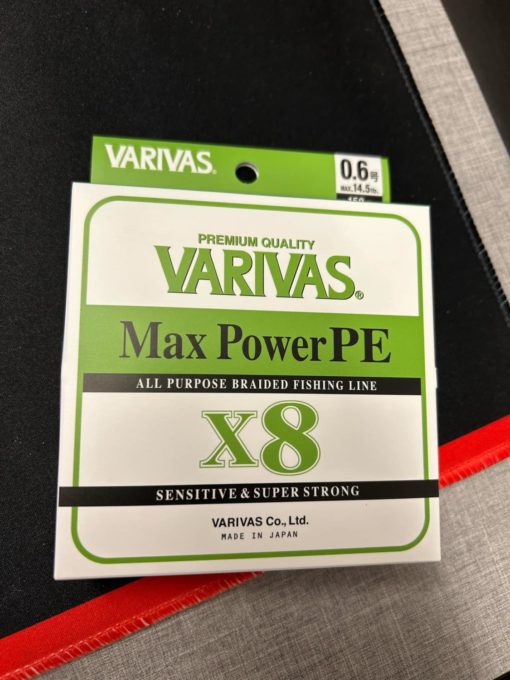 VARIVAS®
0.6号
MAX.14.5lb.
PREMIUM QUALITY
VARIVAS®
Max Power PE
ALL PURPOSE BRAIDED FISHING LINE
X8
SENSITIVE & SUPER STRONG
VARIVAS Co., Ltd.
MADE IN JAPAN